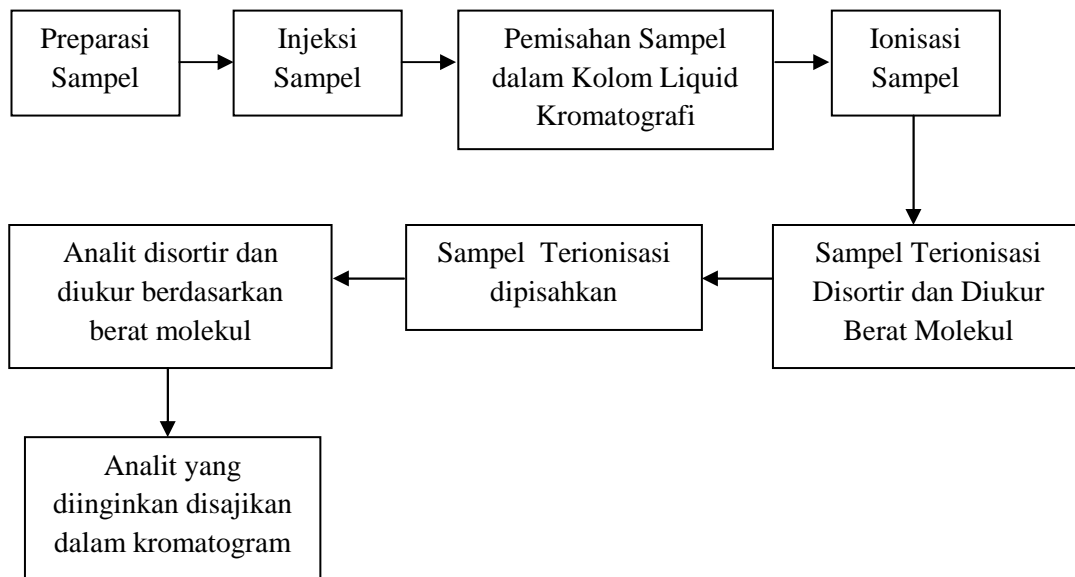 Preparasi
Sampel
Injeksi
Sampel
Pemisahan Sampel
dalam Kolom Liquid
Kromatografi
Ionisasi
Sampel
Sampel Terionisasi
Disortir dan Diukur
Berat Molekul
Sampel Terionisasi
dipisahkan
Analit disortir dan
diukur berdasarkan
berat molekul
Analit yang
diinginkan disajikan
dalam kromatogram